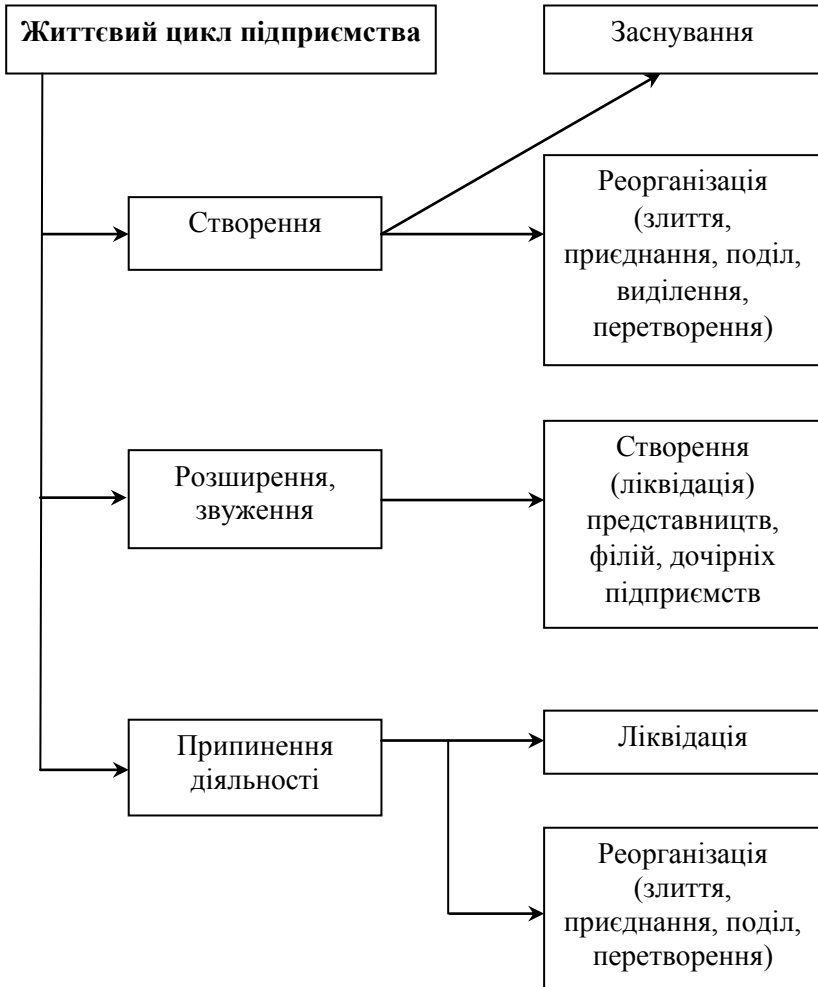 Життєвий цикл підприємства
Заснування
Створення
Реорганізація
(злиття,
приєднання, поділ,
виділення,
перетворення)
Розширення,
звуження
Створення
(ліквідація)
представництв,
філій, дочірніх
підприємств
Припинення
діяльності
Ліквідація
Реорганізація
(злиття,
приєднання, поділ,
перетворення)